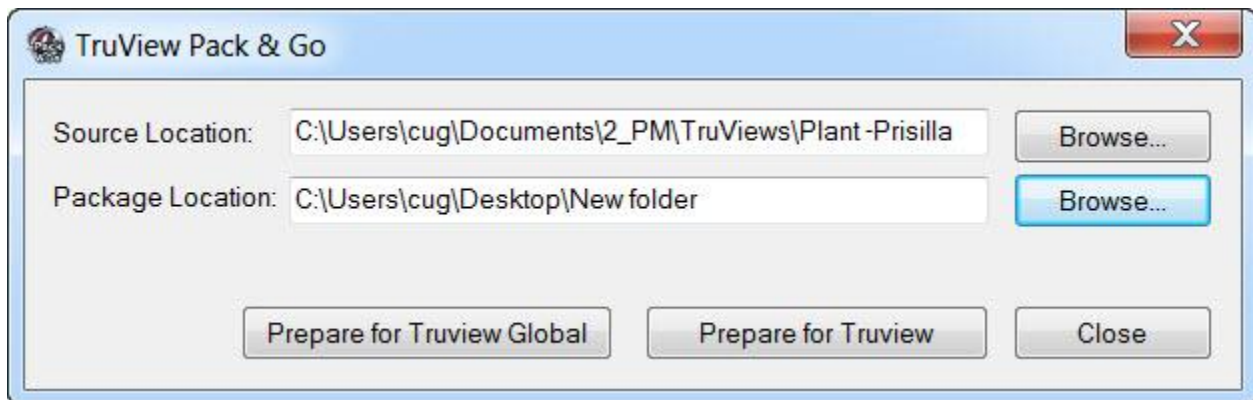 TruView Pack & Go
Source Location: C:\Users\cug\Documents\2_PM\TruViews\Plant -Prisilla Browse...
Package Location: C:\Users\cug\Desktop\New folder Browse...
Prepare for Truview Global Prepare for Truview Close